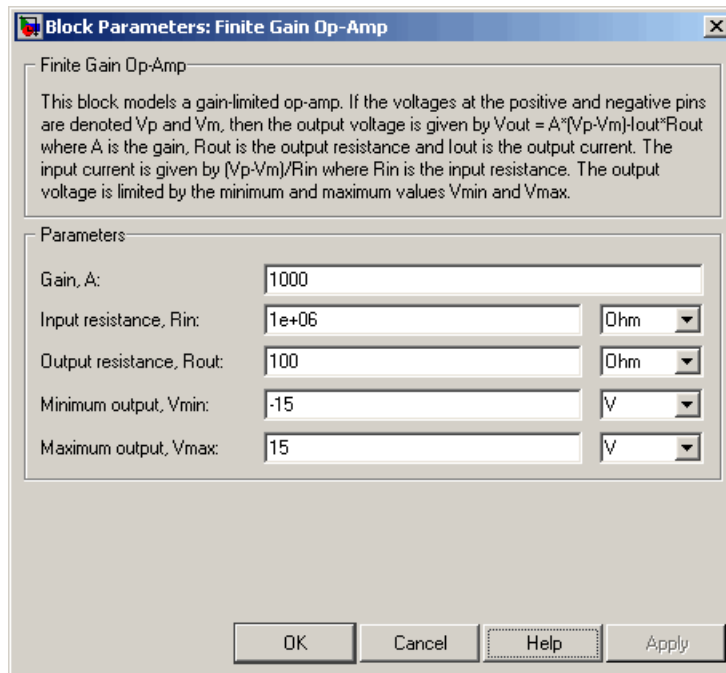 Block Parameters: Finite Gain Op-Amp
Finite Gain Op-Amp
This block models a gain-limited op-amp. If the voltages at the positive and negative pins
are denoted Vp and Vm, then the output voltage is given by Vout = A*(Vp-Vm)-Iout*Rout
where A is the gain, Rout is the output resistance and Iout is the output current. The
input current is given by (Vp-Vm)/Rin where Rin is the input resistance. The output
voltage is limited by the minimum and maximum values Vmin and Vmax.
Parameters
Gain, A: 1000
Input resistance, Rin: 1e+06 Ohm
Output resistance, Rout: 100 Ohm
Minimum output, Vmin: -15 V
Maximum output, Vmax: 15 V
OK Cancel Help Apply